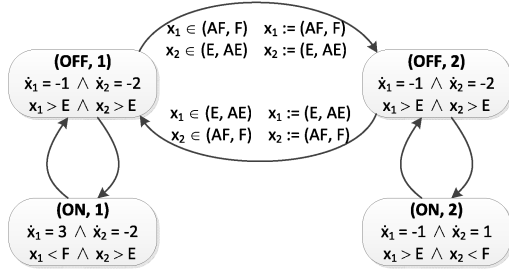 x₁ ∈ (AF, F) x₁ := (AF, F)
x₂ ∈ (E, AE) x₂ := (E, AE)
(OFF, 1)
ẋ₁ = -1 ∧ ẋ₂ = -2
x₁ > E ∧ x₂ > E
(OFF, 2)
ẋ₁ = -1 ∧ ẋ₂ = -2
x₁ > E ∧ x₂ > E
x₁ ∈ (E, AE) x₁ := (E, AE)
x₂ ∈ (AF, F) x₂ := (AF, F)
(ON, 1)
ẋ₁ = 3 ∧ ẋ₂ = -2
x₁ < F ∧ x₂ > E
(ON, 2)
ẋ₁ = -1 ∧ ẋ₂ = 1
x₁ > E ∧ x₂ < F